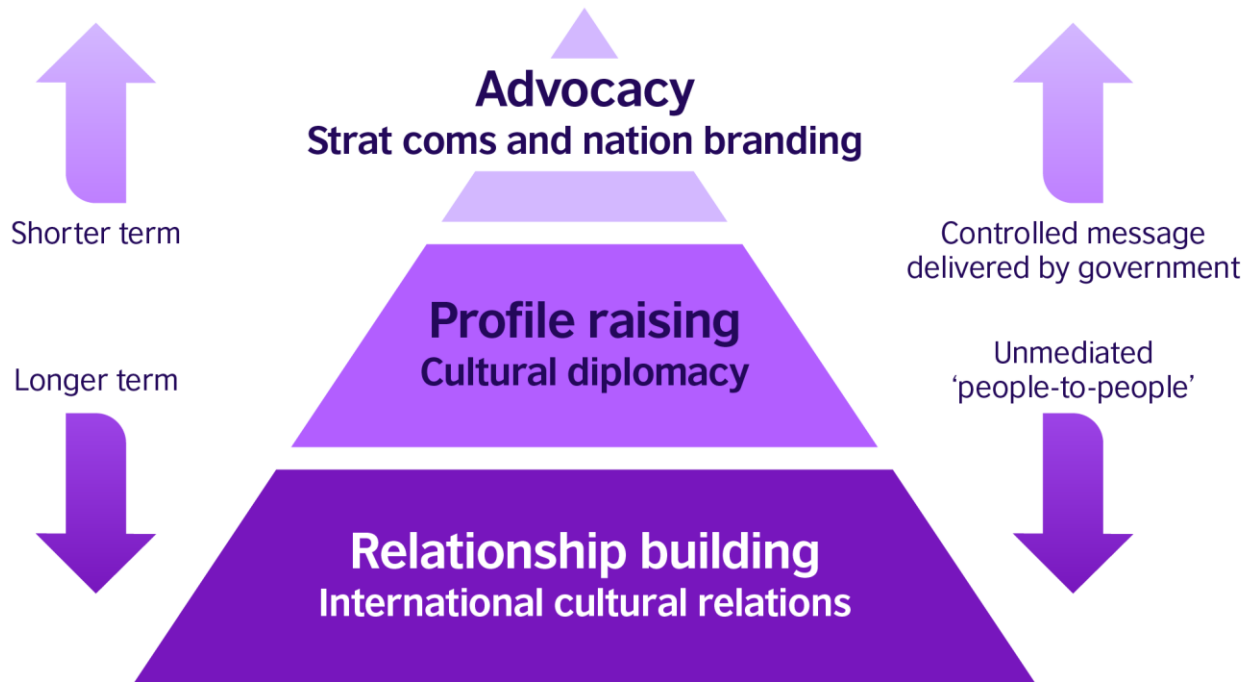 Advocacy
Strat coms and nation branding
Shorter term
Controlled message
delivered by government
Profile raising
Cultural diplomacy
Longer term
Unmediated
‘people-to-people’
Relationship building
International cultural relations